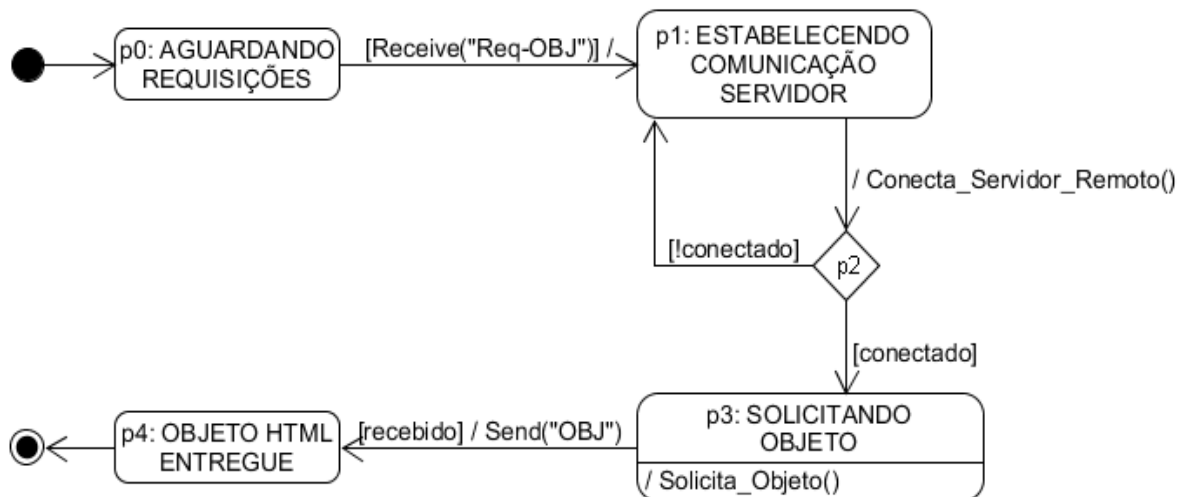 p0: AGUARDANDO
REQUISIÇÕES
[Receive("Req-OBJ")] /
p1: ESTABELECENDO
COMUNICAÇÃO
SERVIDOR
/ Conecta_Servidor_Remoto()
[!conectado]
p2
[conectado]
p3: SOLICITANDO
OBJETO
/ Solicita_Objeto()
[recebido] / Send("OBJ")
p4: OBJETO HTML
ENTREGUE